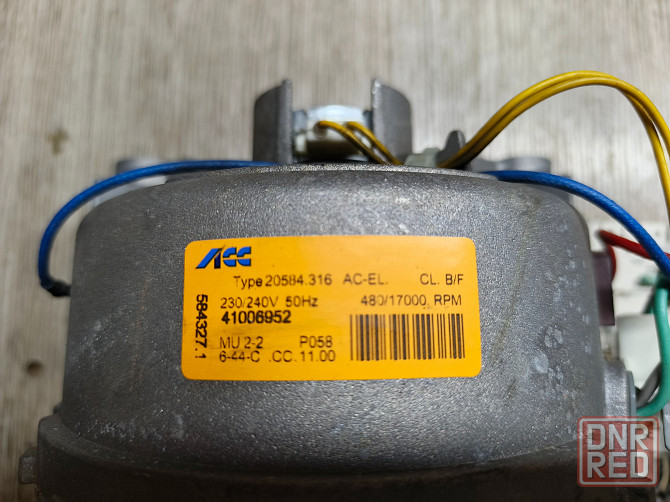 ACC
Type 20584.316 AC-EL. CL. B/F
230/240V 50Hz 480/17000 RPM
41006952
MU 2-2 P058
6-44-C .CC.11.00
584327.1
DNR
RED